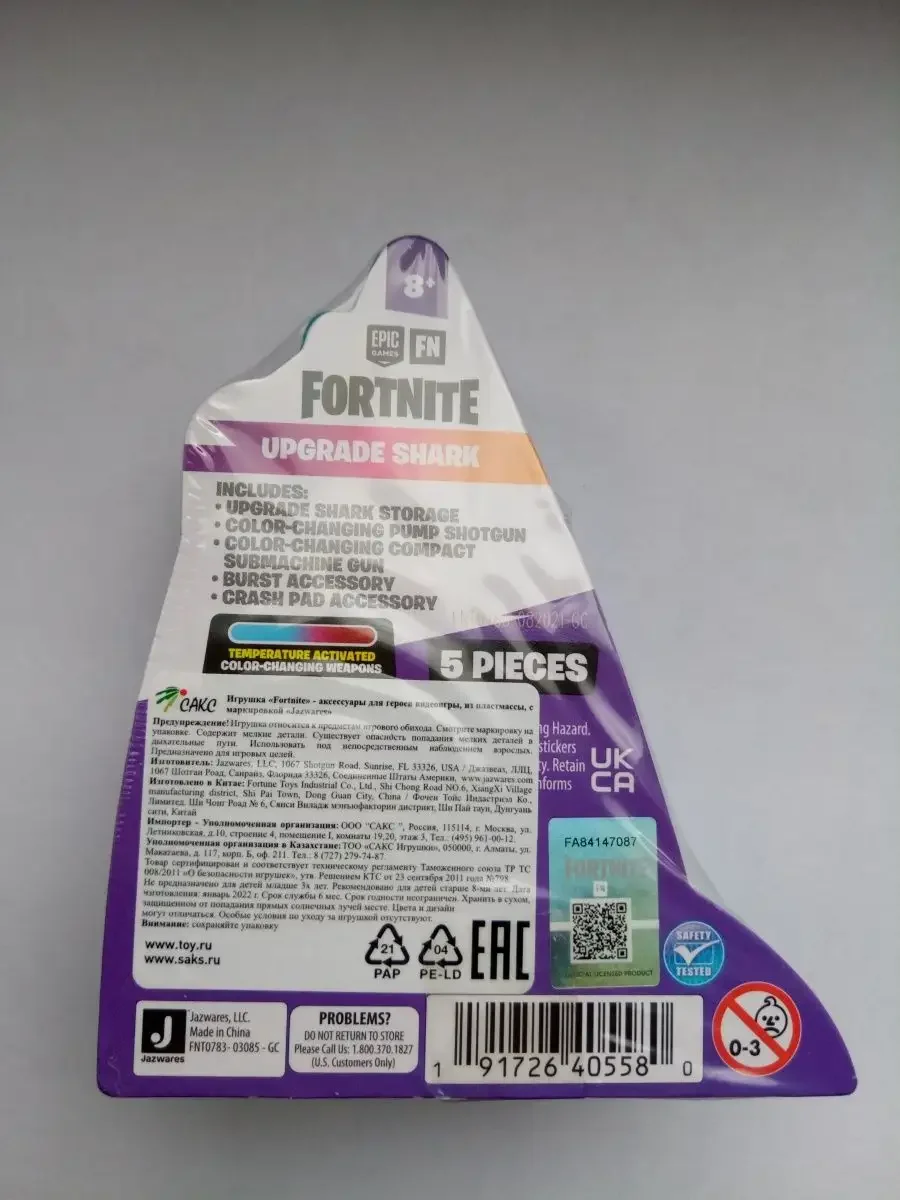 8+
EPIC
GAMES
FN
FORTNITE
UPGRADE SHARK
INCLUDES:
• UPGRADE SHARK STORAGE
• COLOR-CHANGING PUMP SHOTGUN
• COLOR-CHANGING COMPACT
SUBMACHINE GUN
• BURST ACCESSORY
• CRASH PAD ACCESSORY
082021-GC
TEMPERATURE ACTIVATED
COLOR-CHANGING WEAPONS
5 PIECES
САКС
Игрушка «Fortnite» - аксессуары для героев видеоигры, из пластмассы, с
маркировкой «Jazwares»
Предупреждение! Игрушка относится к предметам игрового обихода. Смотрите маркировку на
упаковке. Содержит мелкие детали. Существует опасность попадания мелких деталей в
дыхательные пути. Использовать под непосредственным наблюдением взрослых.
Предназначено для игровых целей.
Изготовитель: Jazwares, LLC, 1067 Shotgun Road, Sunrise, FL 33326, USA / Джазвеаз, ЛЛЦ,
1067 Шотган Роад, Санрайз, Флорида 33326, Соединенные Штаты Америки, www.jazwares.com
Изготовлено в Китае: Fortune Toys Industrial Co., Ltd., Shi Chong Road NO.6, XiangXi Village
manufacturing district, Shi Pai Town, Dong Guan City, China / Фочен Тойс Индастриэл Ко.,
Лимитед. Ши Чонг Роад № 6, Сянси Виладж мэньюфакторин дистрикт, Ши Пай таун, Дунгуань
сити, Китай
Импортер - Уполномоченная организация: ООО "САКС ", Россия, 115114, г. Москва, ул.
Летниковская, д.10, строение 4, помещение I, комнаты 19,20, этаж 3, Тел.: (495) 961-00-12.
Уполномоченная организация в Казахстане: ТОО «САКС Игрушки», 050000, г. Алматы, ул.
Макатаева, д. 117, корп. Б, оф. 211. Тел.: 8 (727) 279-74-87.
Товар сертифицирован и соответствует техническому регламенту Таможенного союза ТР ТС
008/2011 «О безопасности игрушек», утв. Решением КТС от 23 сентября 2011 года №798.
Не предназначено для детей младше 3х лет. Рекомендовано для детей старше 8-ми лет. Дата
изготовления: январь 2022 г. Срок службы 6 мес. Срок годности неограничен. Хранить в сухом,
защищенном от попадания прямых солнечных лучей месте. Цвета и дизайн
могут отличаться. Особые условия по уходу за игрушкой отсутствуют.
Внимание: сохраняйте упаковку
www.toy.ru
www.saks.ru
21
PAP
04
PE-LD
EAC
Hazard.
stickers
Retain
UK
CA
FA84147087
FORTNITE
FN
LICENSED PRODUCT
SAFETY
TESTED
J
Jazwares
Jazwares, LLC.
Made in China
FNT0783- 03085 - GC
PROBLEMS?
DO NOT RETURN TO STORE
Please Call Us: 1.800.370.1827
(U.S. Customers Only)
1 91726 40558 0
0-3